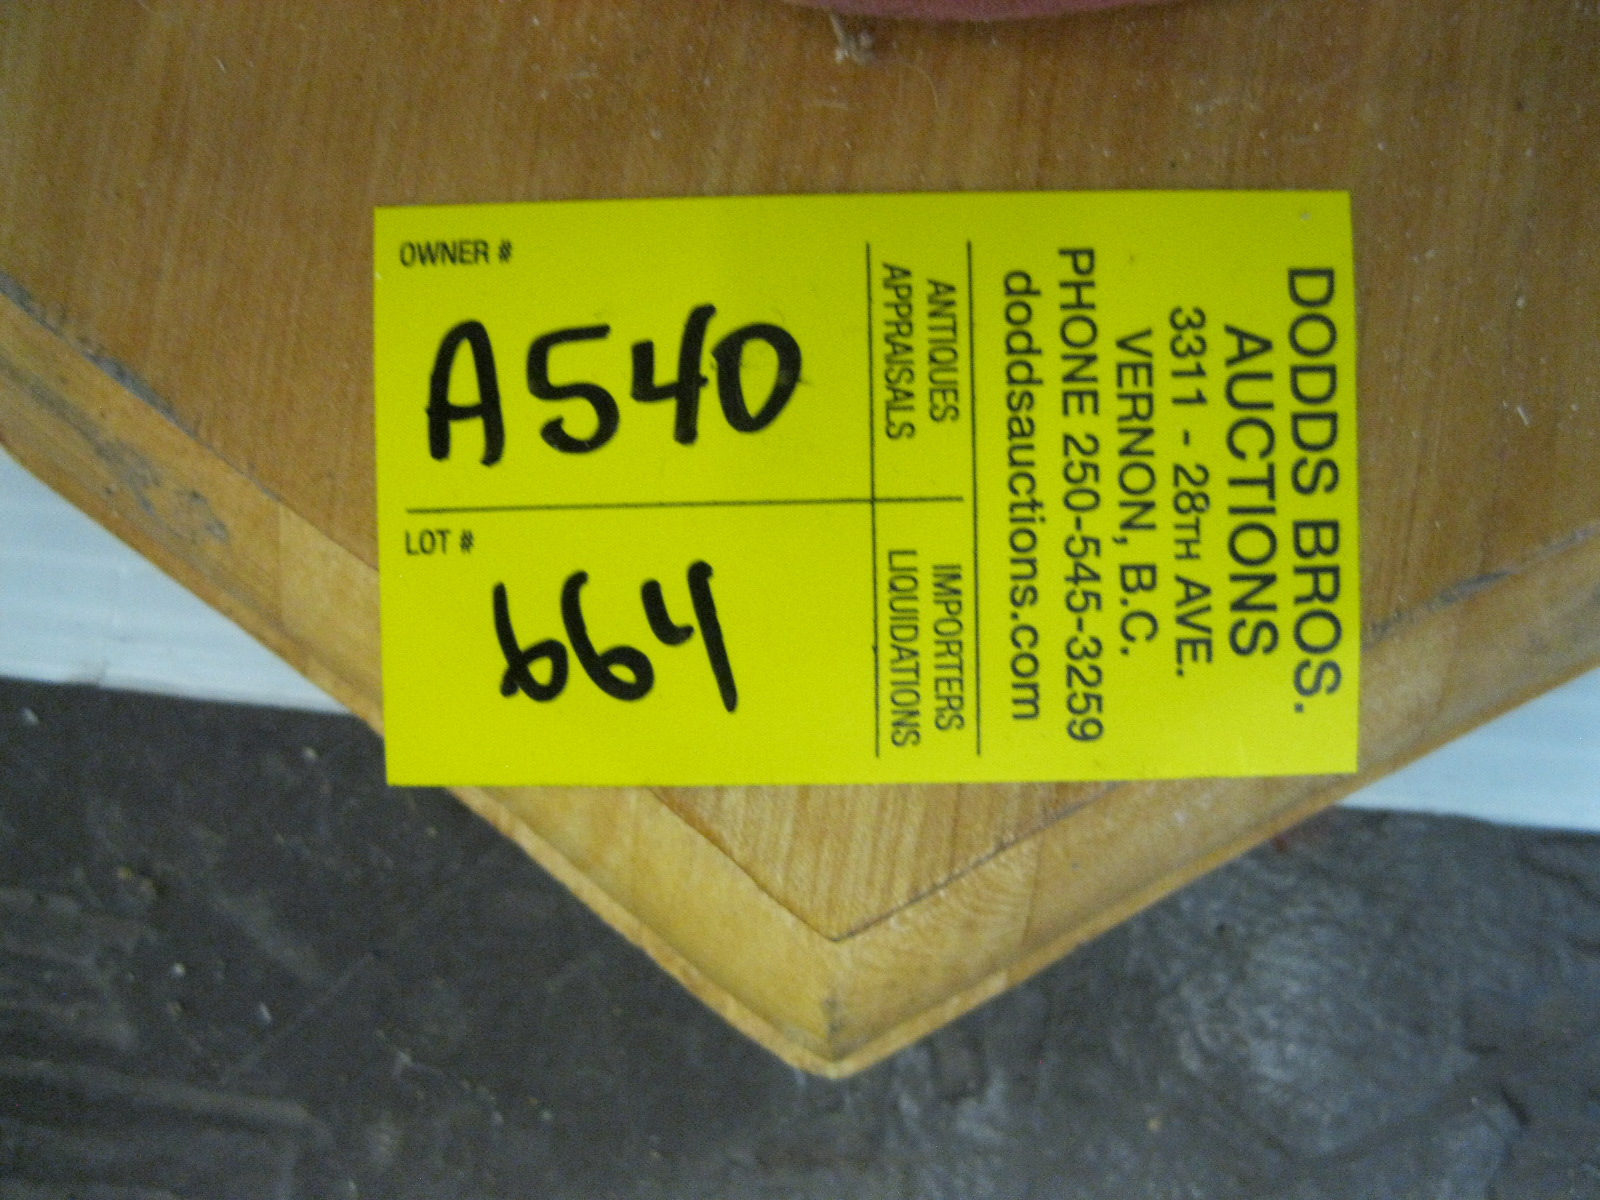 DODDS BROS.
AUCTIONS
3311 - 28TH AVE.
VERNON, B.C.
PHONE 250-545-3259
doddsauctions.com
ANTIQUES IMPORTERS
APPRAISALS LIQUIDATIONS
OWNER #
A540
LOT #
664